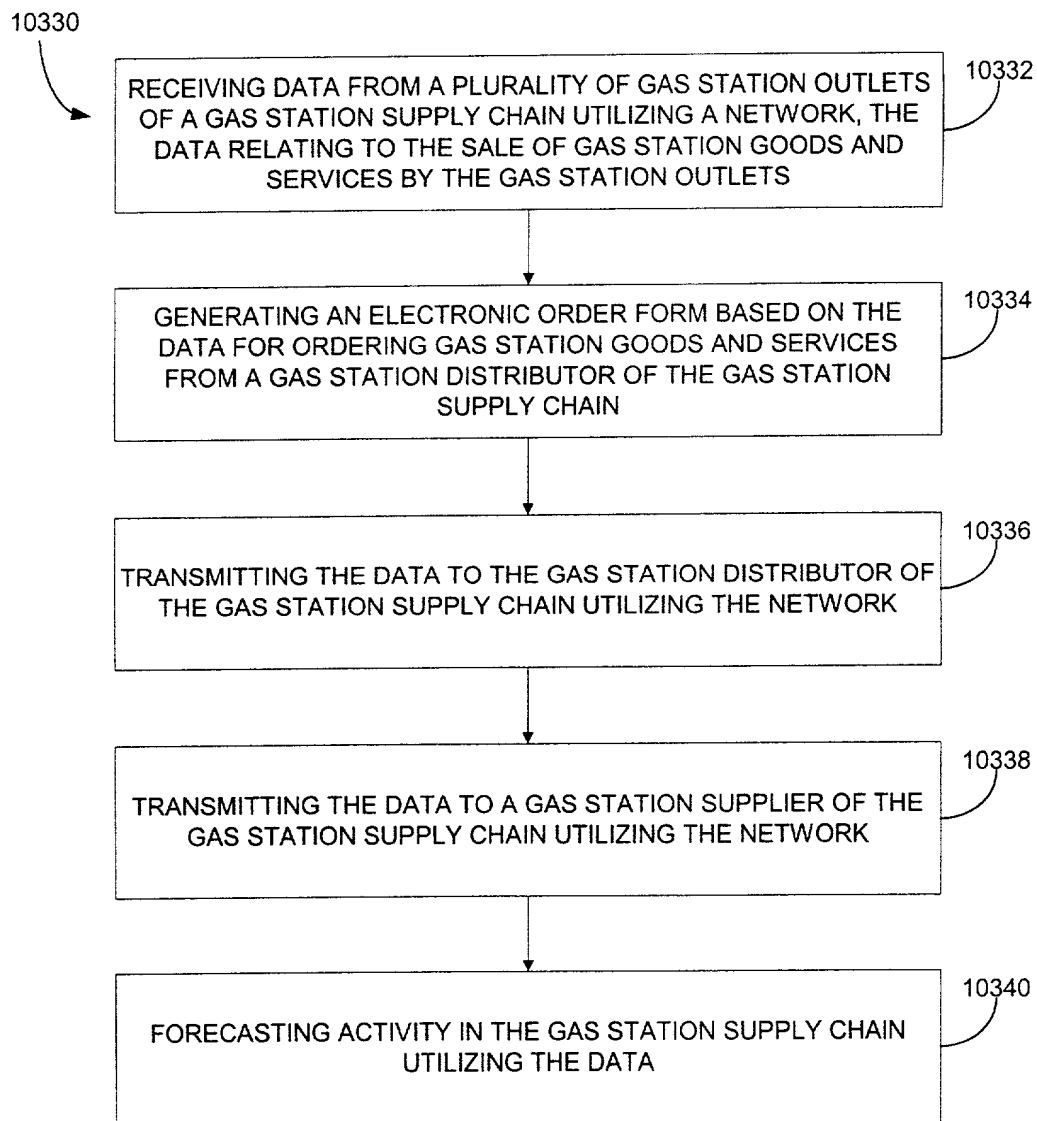 10330
10332
RECEIVING DATA FROM A PLURALITY OF GAS STATION OUTLETS
OF A GAS STATION SUPPLY CHAIN UTILIZING A NETWORK, THE
DATA RELATING TO THE SALE OF GAS STATION GOODS AND
SERVICES BY THE GAS STATION OUTLETS
10334
GENERATING AN ELECTRONIC ORDER FORM BASED ON THE
DATA FOR ORDERING GAS STATION GOODS AND SERVICES
FROM A GAS STATION DISTRIBUTOR OF THE GAS STATION
SUPPLY CHAIN
10336
TRANSMITTING THE DATA TO THE GAS STATION DISTRIBUTOR OF
THE GAS STATION SUPPLY CHAIN UTILIZING THE NETWORK
10338
TRANSMITTING THE DATA TO A GAS STATION SUPPLIER OF THE
GAS STATION SUPPLY CHAIN UTILIZING THE NETWORK
10340
FORECASTING ACTIVITY IN THE GAS STATION SUPPLY CHAIN
UTILIZING THE DATA